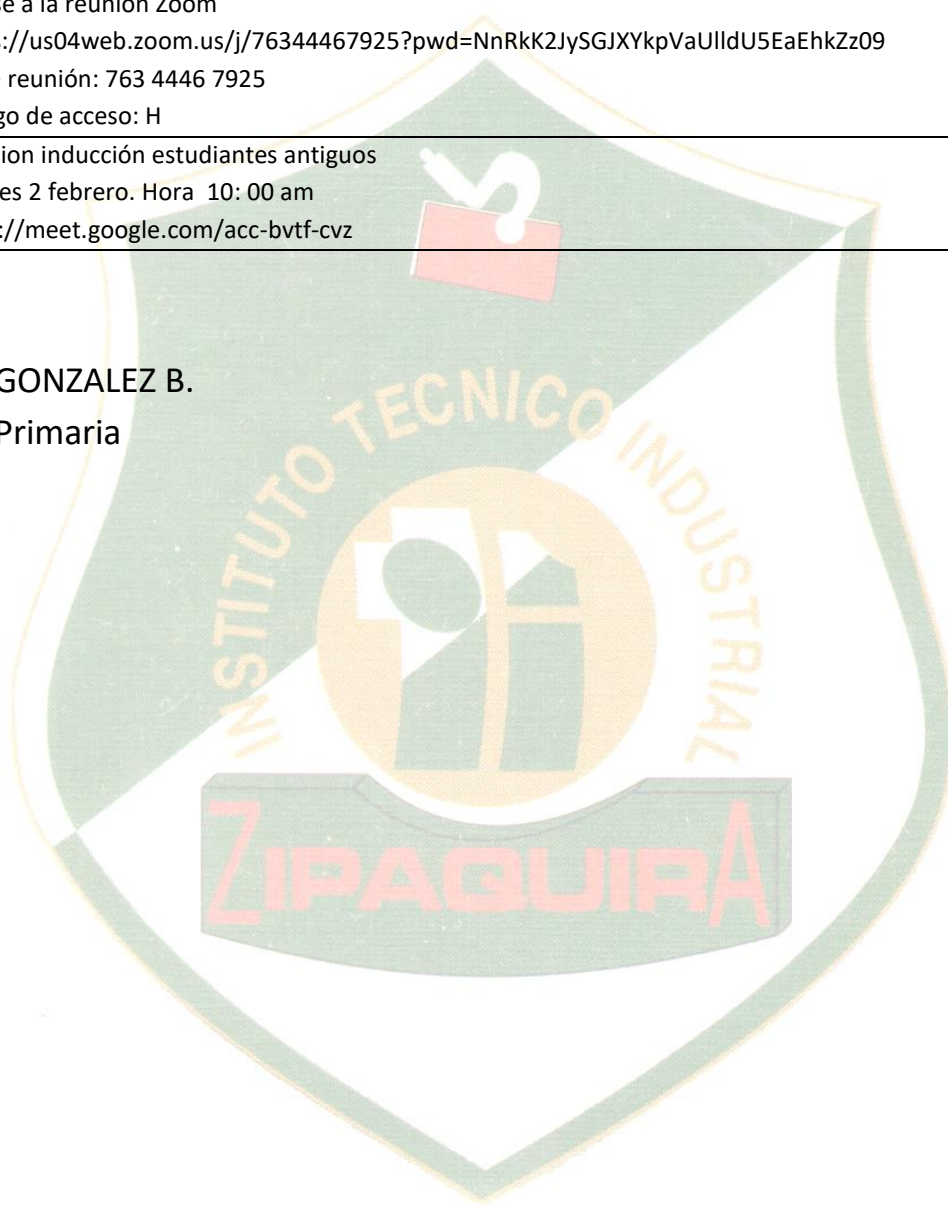 se a la reunión Zoom
s://us04web.zoom.us/j/76344467925?pwd=NnRkK2JySGJXYkpVaUlldU5EaEhkZz09
reunión: 763 4446 7925
go de acceso: H
ion inducción estudiantes antiguos
es 2 febrero. Hora 10: 00 am
://meet.google.com/acc-bvtf-cvz
GONZALEZ B.
Primaria
INSTITUTO TECNICO INDUSTRIAL
ZIPAQUIRA